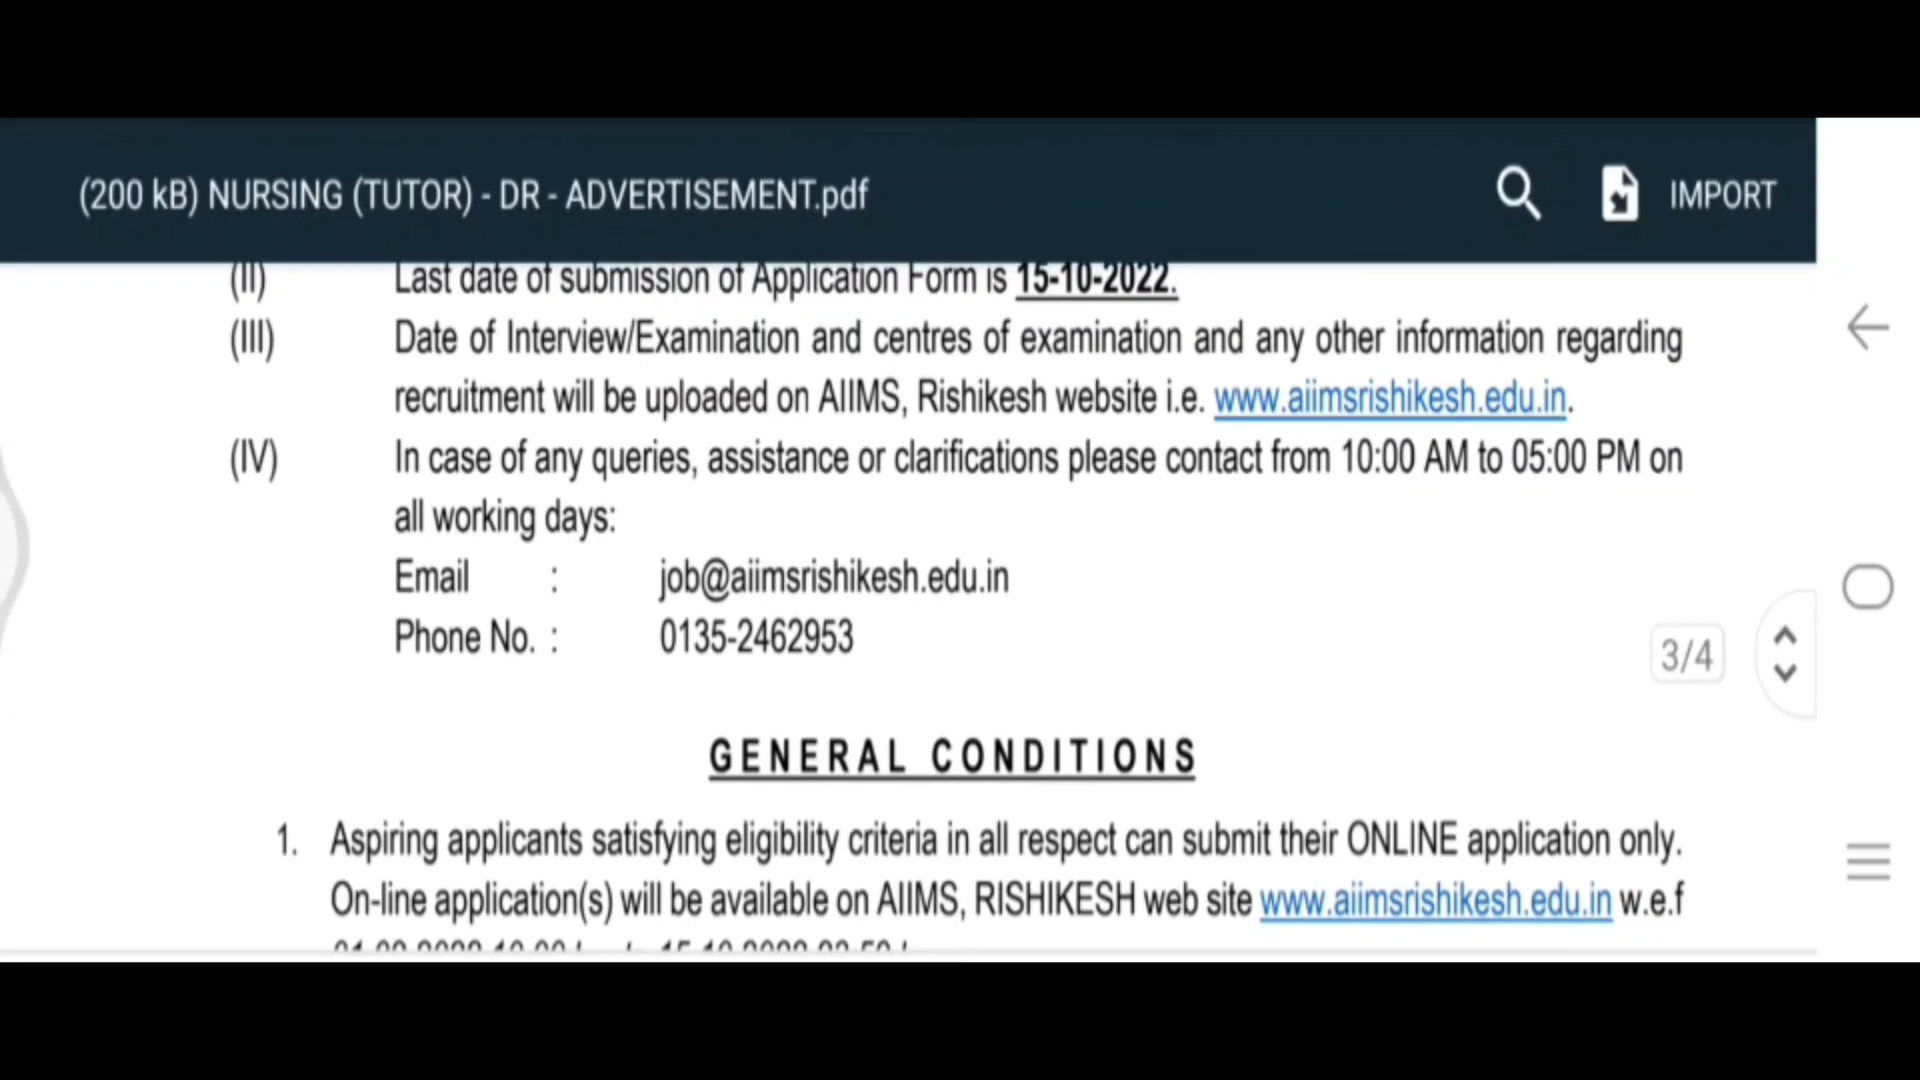 (200 kB) NURSING (TUTOR) - DR - ADVERTISEMENT.pdf
IMPORT
(II) Last date of submission of Application Form is 15-10-2022.
(III) Date of Interview/Examination and centres of examination and any other information regarding
recruitment will be uploaded on AIIMS, Rishikesh website i.e. www.aiimsrishikesh.edu.in.
(IV) In case of any queries, assistance or clarifications please contact from 10:00 AM to 05:00 PM on
all working days:
Email : job@aiimsrishikesh.edu.in
Phone No. : 0135-2462953
3/4
GENERAL CONDITIONS
1. Aspiring applicants satisfying eligibility criteria in all respect can submit their ONLINE application only.
On-line application(s) will be available on AIIMS, RISHIKESH web site www.aiimsrishikesh.edu.in w.e.f